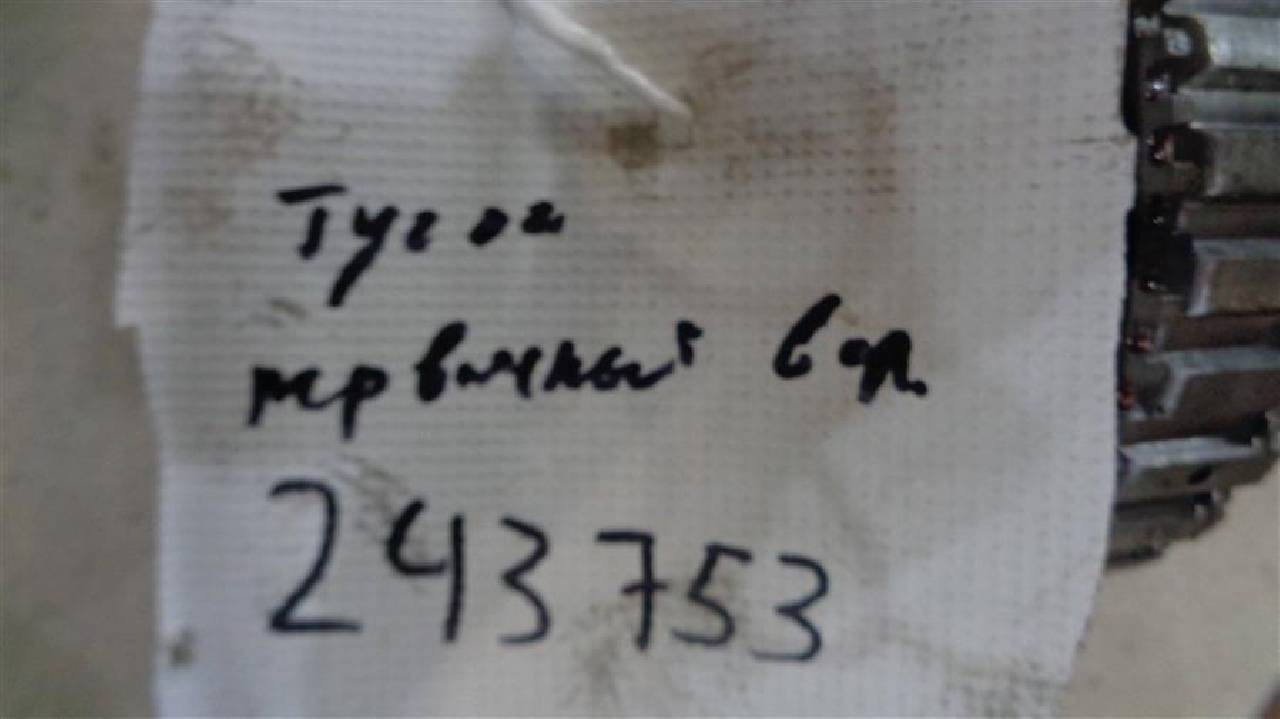 Тусон
первичный вал
243753